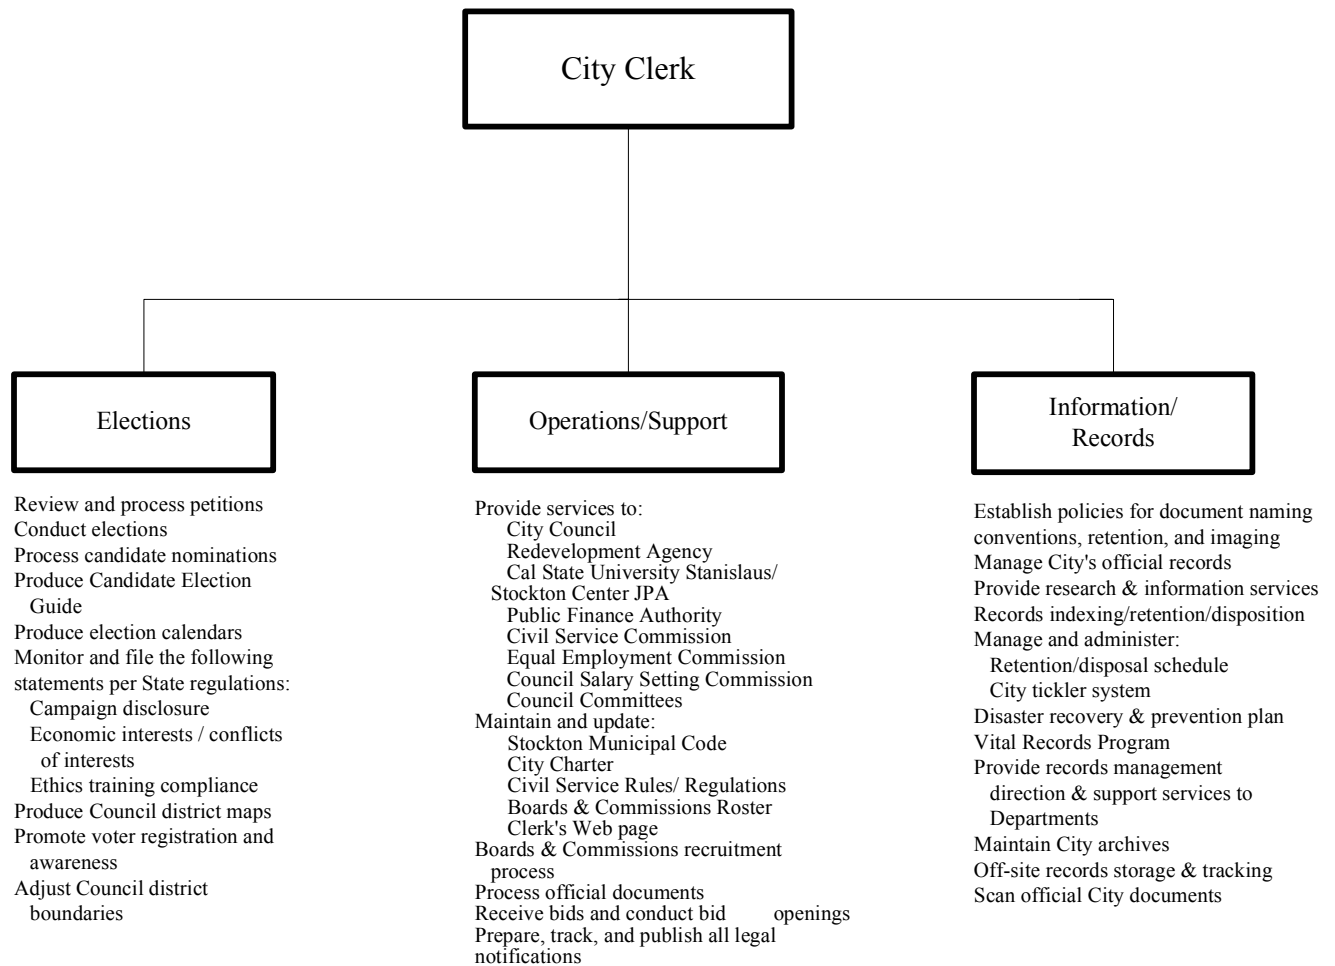 City Clerk
Elections
Review and process petitions
Conduct elections
Process candidate nominations
Produce Candidate Election
Guide
Produce election calendars
Monitor and file the following
statements per State regulations:
Campaign disclosure
Economic interests / conflicts
of interests
Ethics training compliance
Produce Council district maps
Promote voter registration and
awareness
Adjust Council district
boundaries
Operations/Support
Provide services to:
City Council
Redevelopment Agency
Cal State University Stanislaus/
Stockton Center JPA
Public Finance Authority
Civil Service Commission
Equal Employment Commission
Council Salary Setting Commission
Council Committees
Maintain and update:
Stockton Municipal Code
City Charter
Civil Service Rules/ Regulations
Boards & Commissions Roster
Clerk's Web page
Boards & Commissions recruitment
process
Process official documents
Receive bids and conduct bid openings
Prepare, track, and publish all legal
notifications
Information/
Records
Establish policies for document naming
conventions, retention, and imaging
Manage City's official records
Provide research & information services
Records indexing/retention/disposition
Manage and administer:
Retention/disposal schedule
City tickler system
Disaster recovery & prevention plan
Vital Records Program
Provide records management
direction & support services to
Departments
Maintain City archives
Off-site records storage & tracking
Scan official City documents